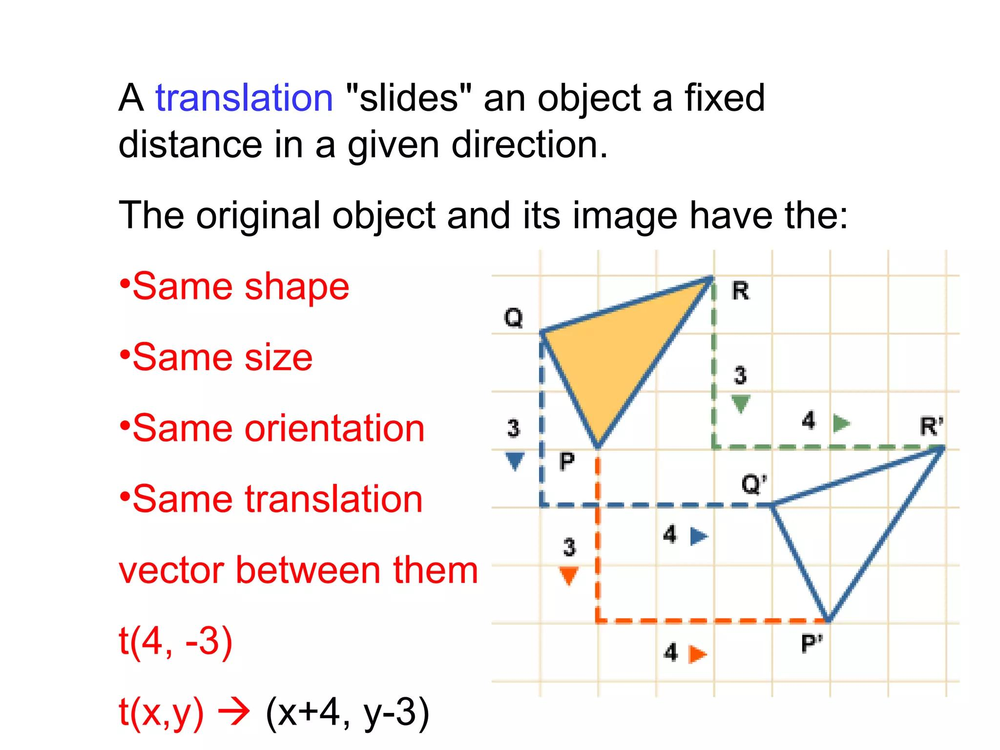 A translation "slides" an object a fixed
distance in a given direction.
The original object and its image have the:
•Same shape
•Same size
•Same orientation
•Same translation
vector between them
t(4, -3)
t(x,y) → (x+4, y-3)
R
Q
3
4
R’
3
P
Q’
4
3
P’
4